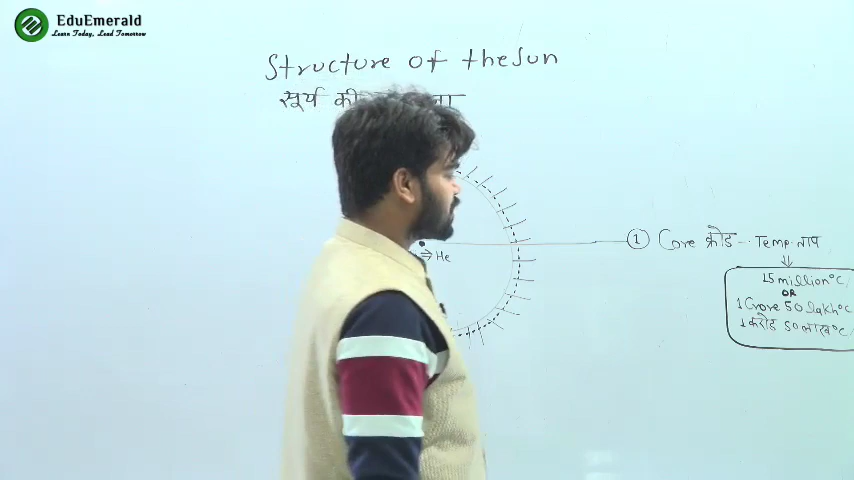 EduEmerald
Learn Today, Lead Tomorrow
Structure of the Sun
सूर्य की
⇒ He
1 Core क्रोड Temp. ताप
15 million°C
OR
1 Crore 50 lakh°C
1 करोड 50 लाख°C